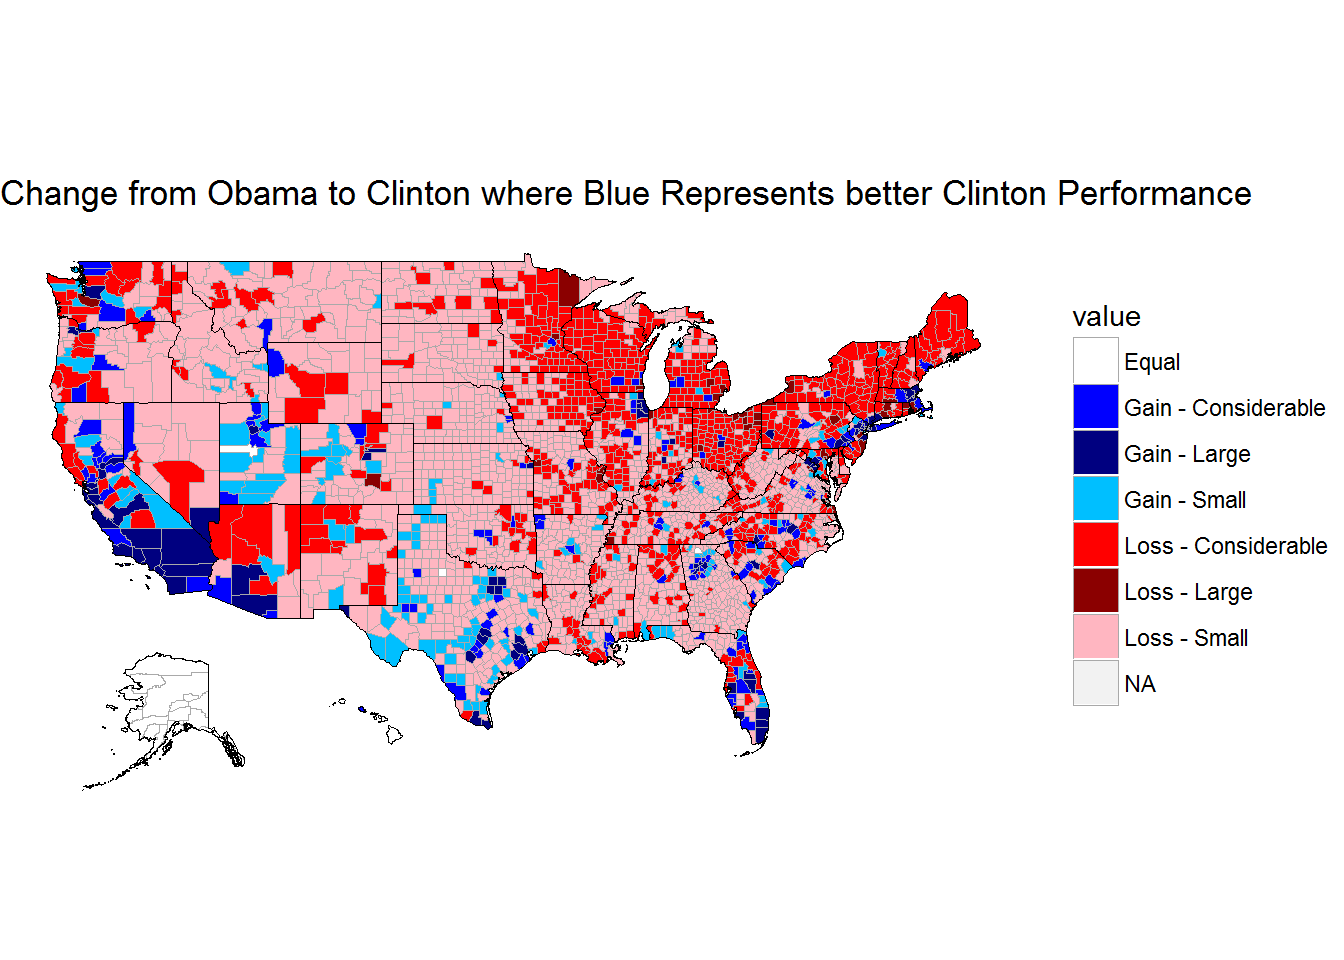 Change from Obama to Clinton where Blue Represents better Clinton Performance
value
Equal
Gain - Considerable
Gain - Large
Gain - Small
Loss - Considerable
Loss - Large
Loss - Small
NA